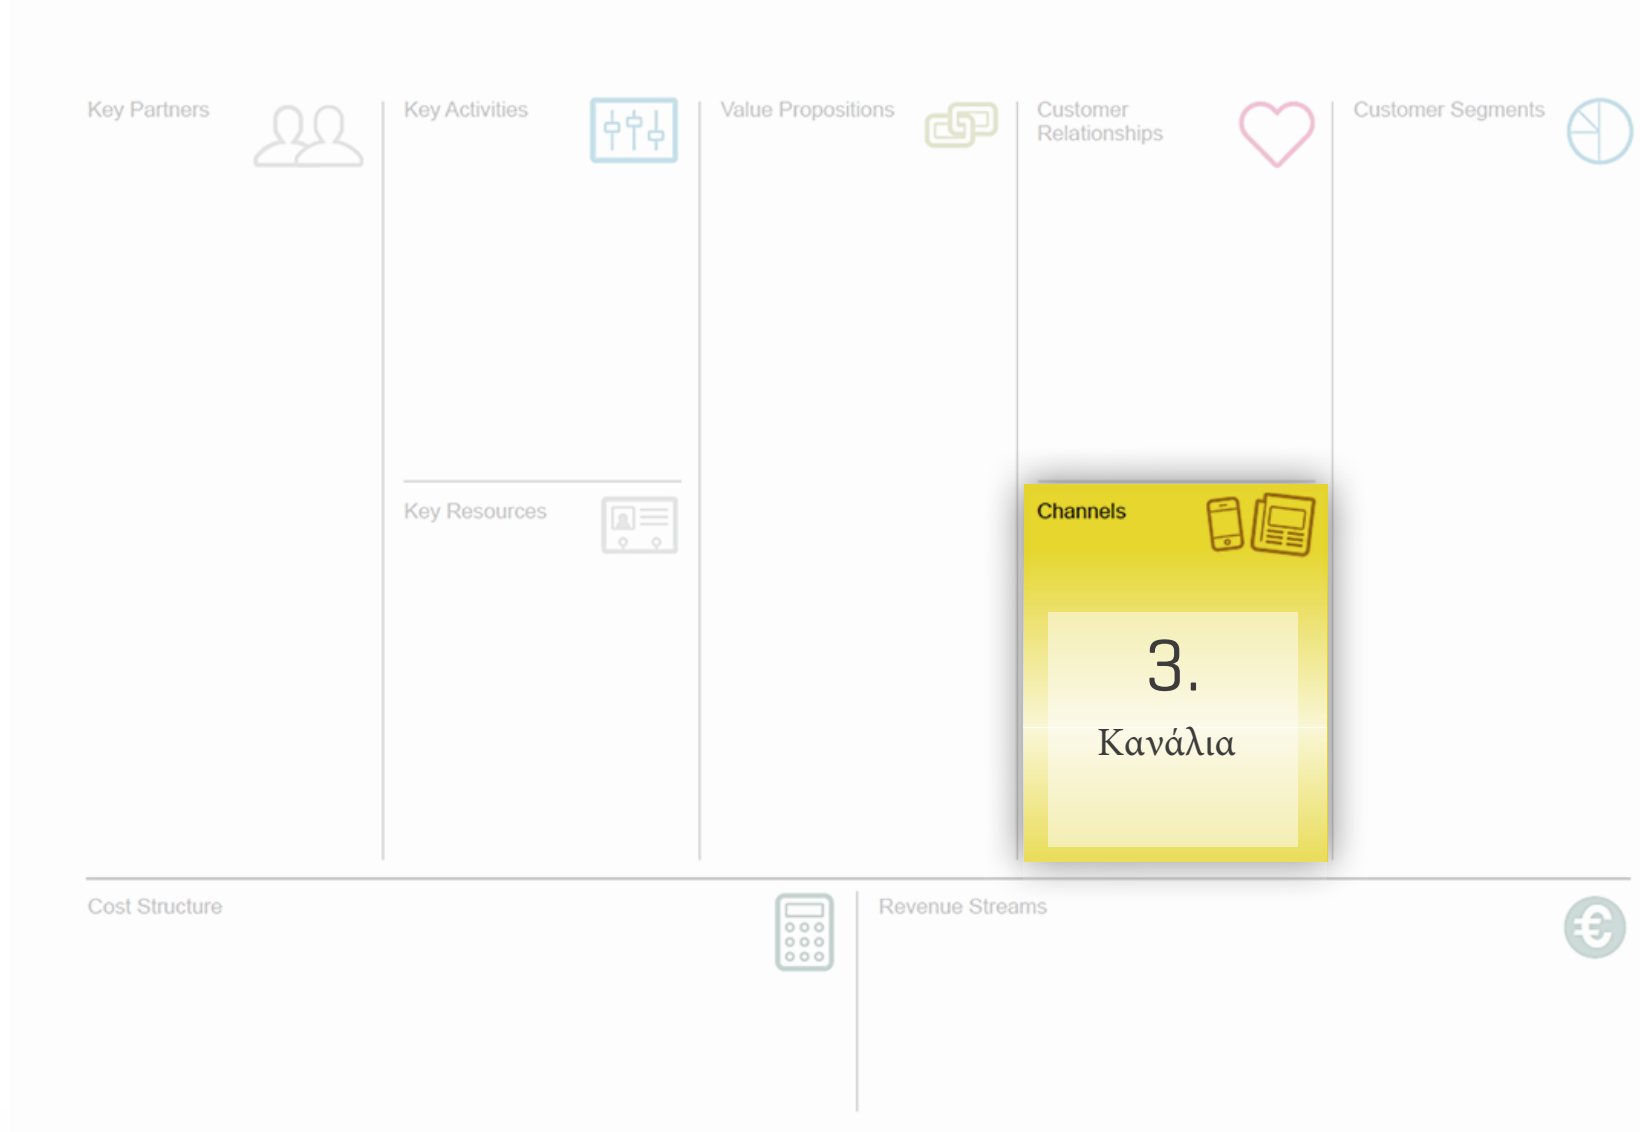 Key Partners
Key Activities
Value Propositions
Customer
Relationships
Customer Segments
Key Resources
Channels
3.
Κανάλια
Cost Structure
Revenue Streams
€